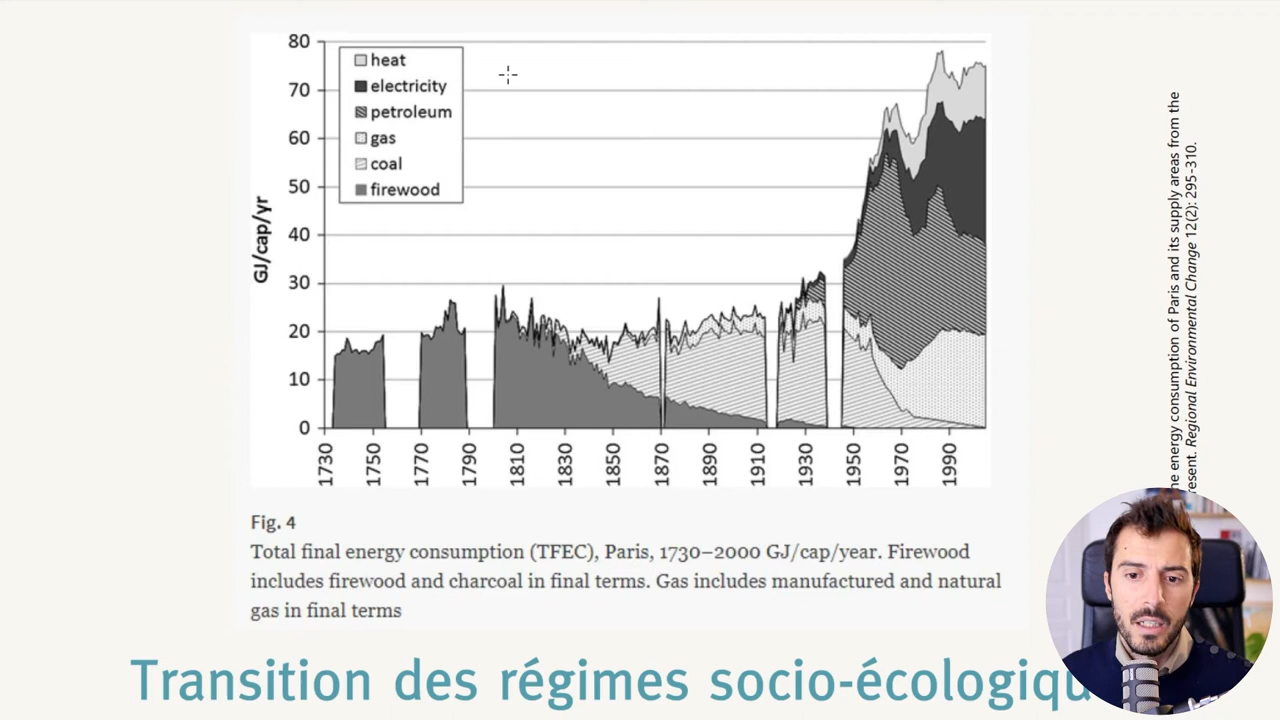 80
70
60
50
40
30
20
10
0
GJ/cap/yr
heat
electricity
petroleum
gas
coal
firewood
1730
1750
1770
1790
1810
1830
1850
1870
1890
1910
1930
1950
1970
1990
Fig. 4
Total final energy consumption (TFEC), Paris, 1730–2000 GJ/cap/year. Firewood
includes firewood and charcoal in final terms. Gas includes manufactured and natural
gas in final terms
energy consumption of Paris and its supply areas from the
Regional Environmental Change 12(2): 295-310.
Transition des régimes